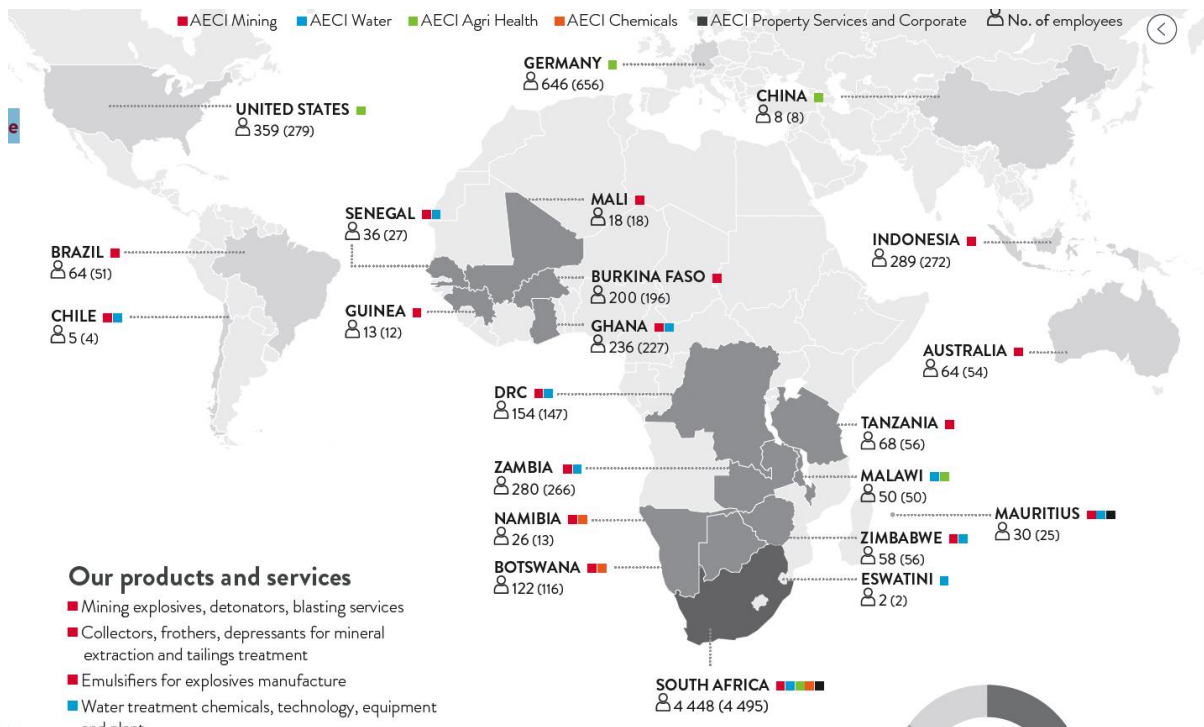 AECI Mining AECI Water AECI Agri Health AECI Chemicals AECI Property Services and Corporate No. of employees
e
GERMANY
646 (656)
CHINA
8 (8)
UNITED STATES
359 (279)
MALI
18 (18)
SENEGAL
36 (27)
BRAZIL
64 (51)
INDONESIA
289 (272)
BURKINA FASO
200 (196)
GUINEA
13 (12)
CHILE
5 (4)
GHANA
236 (227)
AUSTRALIA
64 (54)
DRC
154 (147)
TANZANIA
68 (56)
ZAMBIA
280 (266)
MALAWI
50 (50)
NAMIBIA
26 (13)
MAURITIUS
30 (25)
ZIMBABWE
58 (56)
BOTSWANA
122 (116)
ESWATINI
2 (2)
SOUTH AFRICA
4 448 (4 495)
Our products and services
Mining explosives, detonators, blasting services
Collectors, frothers, depressants for mineral
extraction and tailings treatment
Emulsifiers for explosives manufacture
Water treatment chemicals, technology, equipment